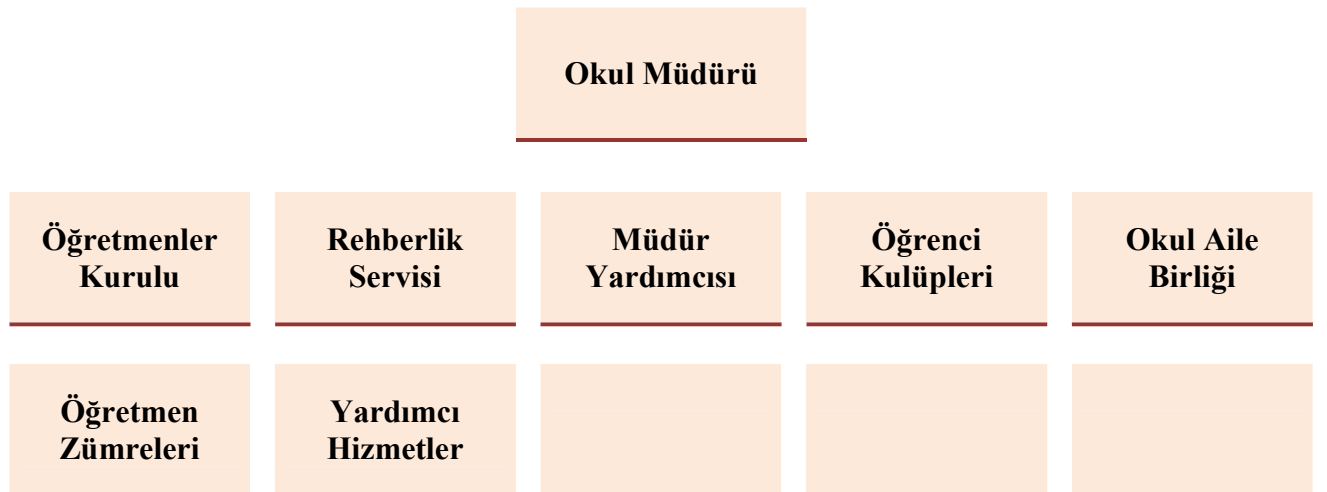 Okul Müdürü
Öğretmenler
Kurulu
Rehberlik
Servisi
Müdür
Yardımcısı
Öğrenci
Kulüpleri
Okul Aile
Birliği
Öğretmen
Zümreleri
Yardımcı
Hizmetler